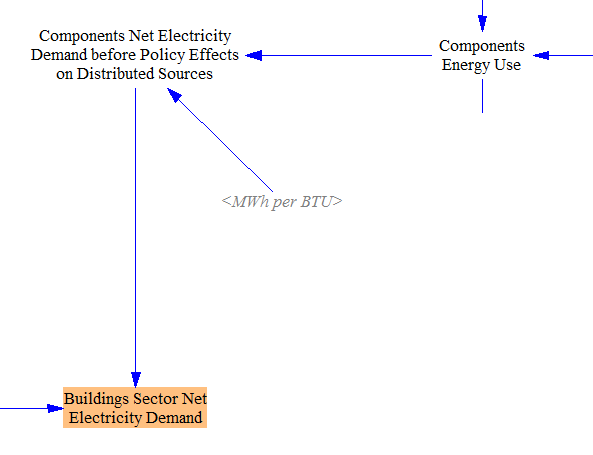 Components Net Electricity
Demand before Policy Effects
on Distributed Sources
Components
Energy Use
<MWh per BTU>
Buildings Sector Net
Electricity Demand